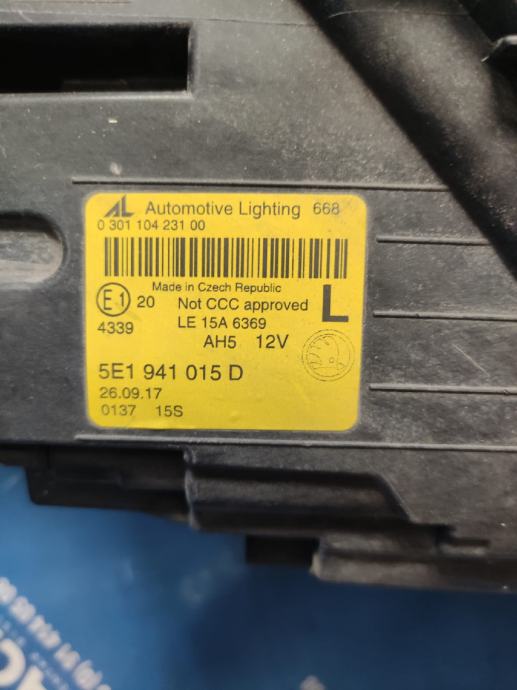 AL Automotive Lighting 668
0 301 104 231 00
Made in Czech Republic
E1 20 Not CCC approved L
4339 LE 15A 6369
AH5 12V
5E1 941 015 D
26.09.17
0137 15S